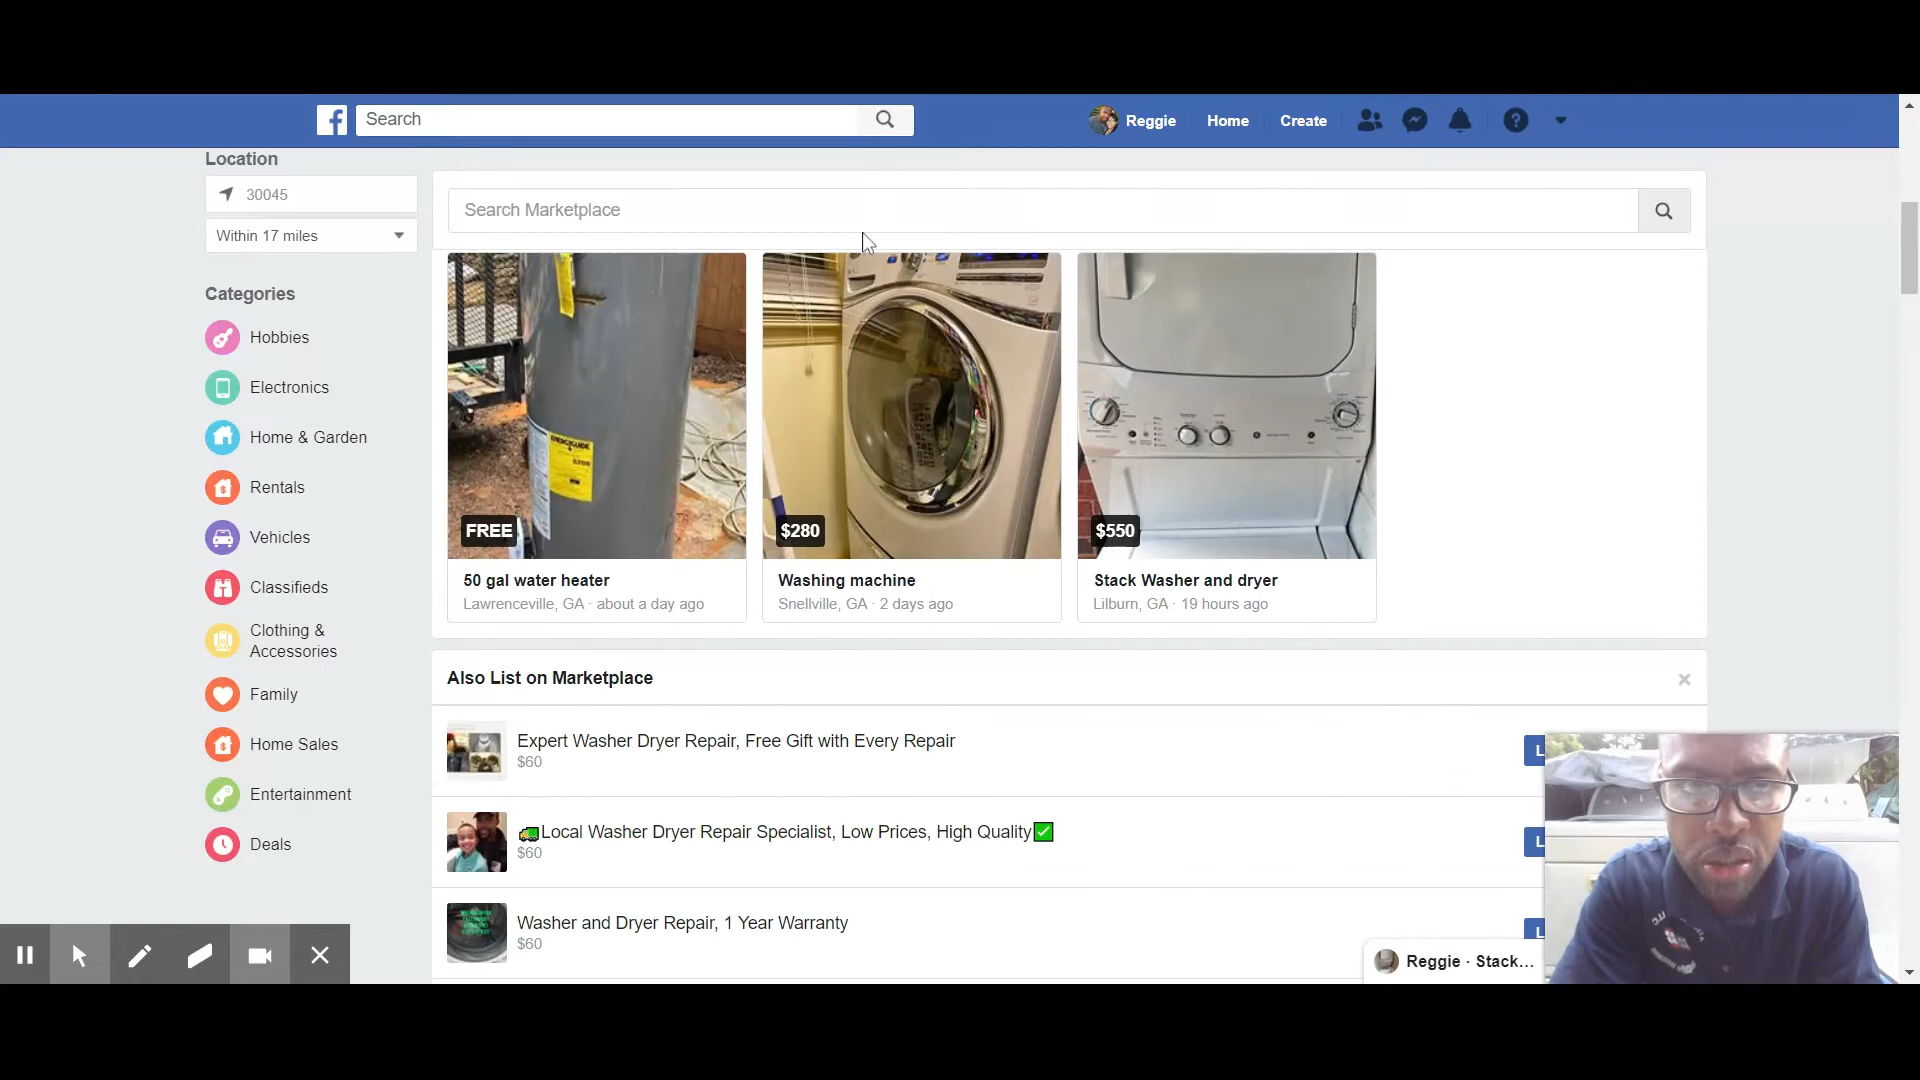 Search
Reggie
Home
Create
Location
30045
Within 17 miles
Search Marketplace
Categories
Hobbies
Electronics
Home & Garden
Rentals
Vehicles
Classifieds
Clothing &
Accessories
Family
Home Sales
Entertainment
Deals
ENERGYGUIDE
FREE
50 gal water heater
Lawrenceville, GA · about a day ago
$280
Washing machine
Snellville, GA · 2 days ago
$550
Stack Washer and dryer
Lilburn, GA · 19 hours ago
Also List on Marketplace
Expert Washer Dryer Repair, Free Gift with Every Repair
$60
L
🚚Local Washer Dryer Repair Specialist, Low Prices, High Quality✅
$60
L
Washer and Dryer Repair, 1 Year Warranty
$60
L
Reggie · Stack...